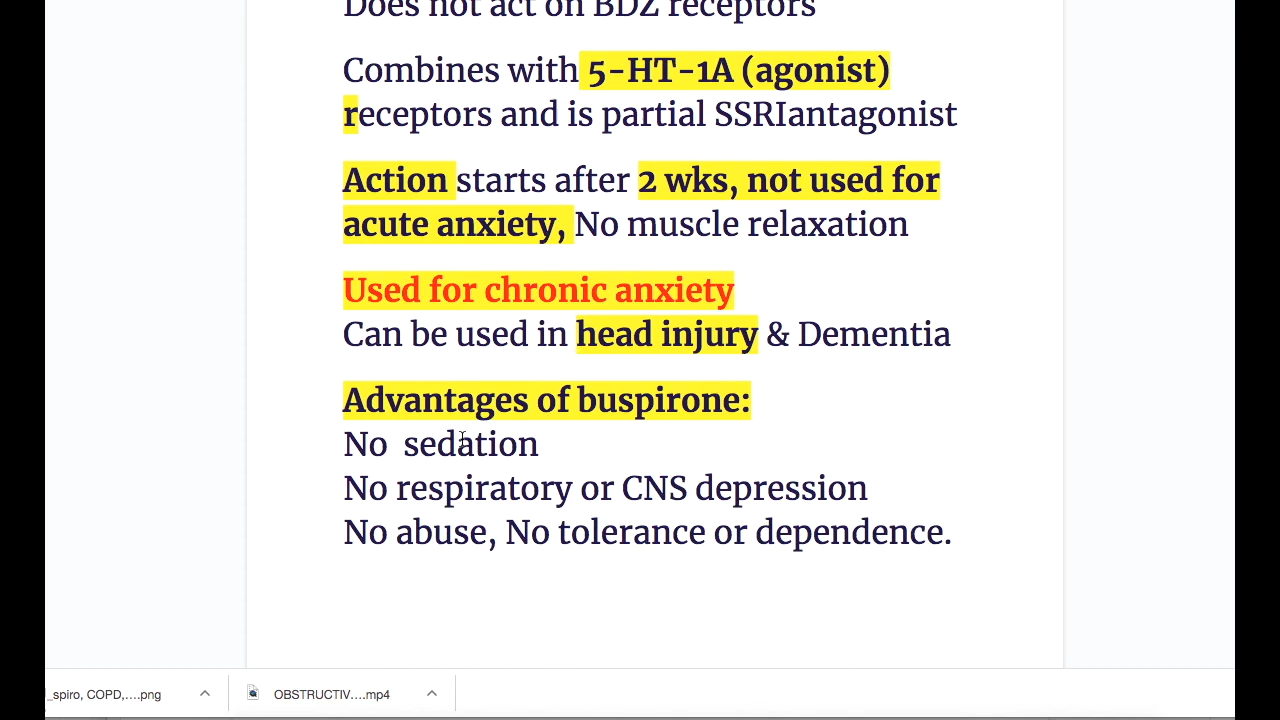 Does not act on BDZ receptors
Combines with 5-HT-1A (agonist)
receptors and is partial SSRIantagonist
Action starts after 2 wks, not used for
acute anxiety, No muscle relaxation
Used for chronic anxiety
Can be used in head injury & Dementia
Advantages of buspirone:
No  sedation
No respiratory or CNS depression
No abuse, No tolerance or dependence.
_spiro, COPD,....png
OBSTRUCTIV....mp4